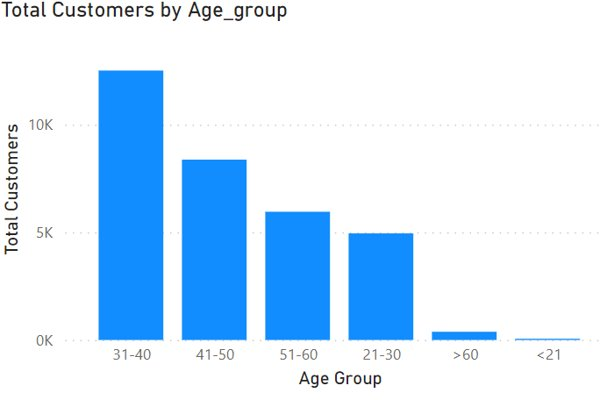 Total Customers by Age_group
Total Customers
10K
5K
0K
31-40 41-50 51-60 21-30 >60 <21
Age Group